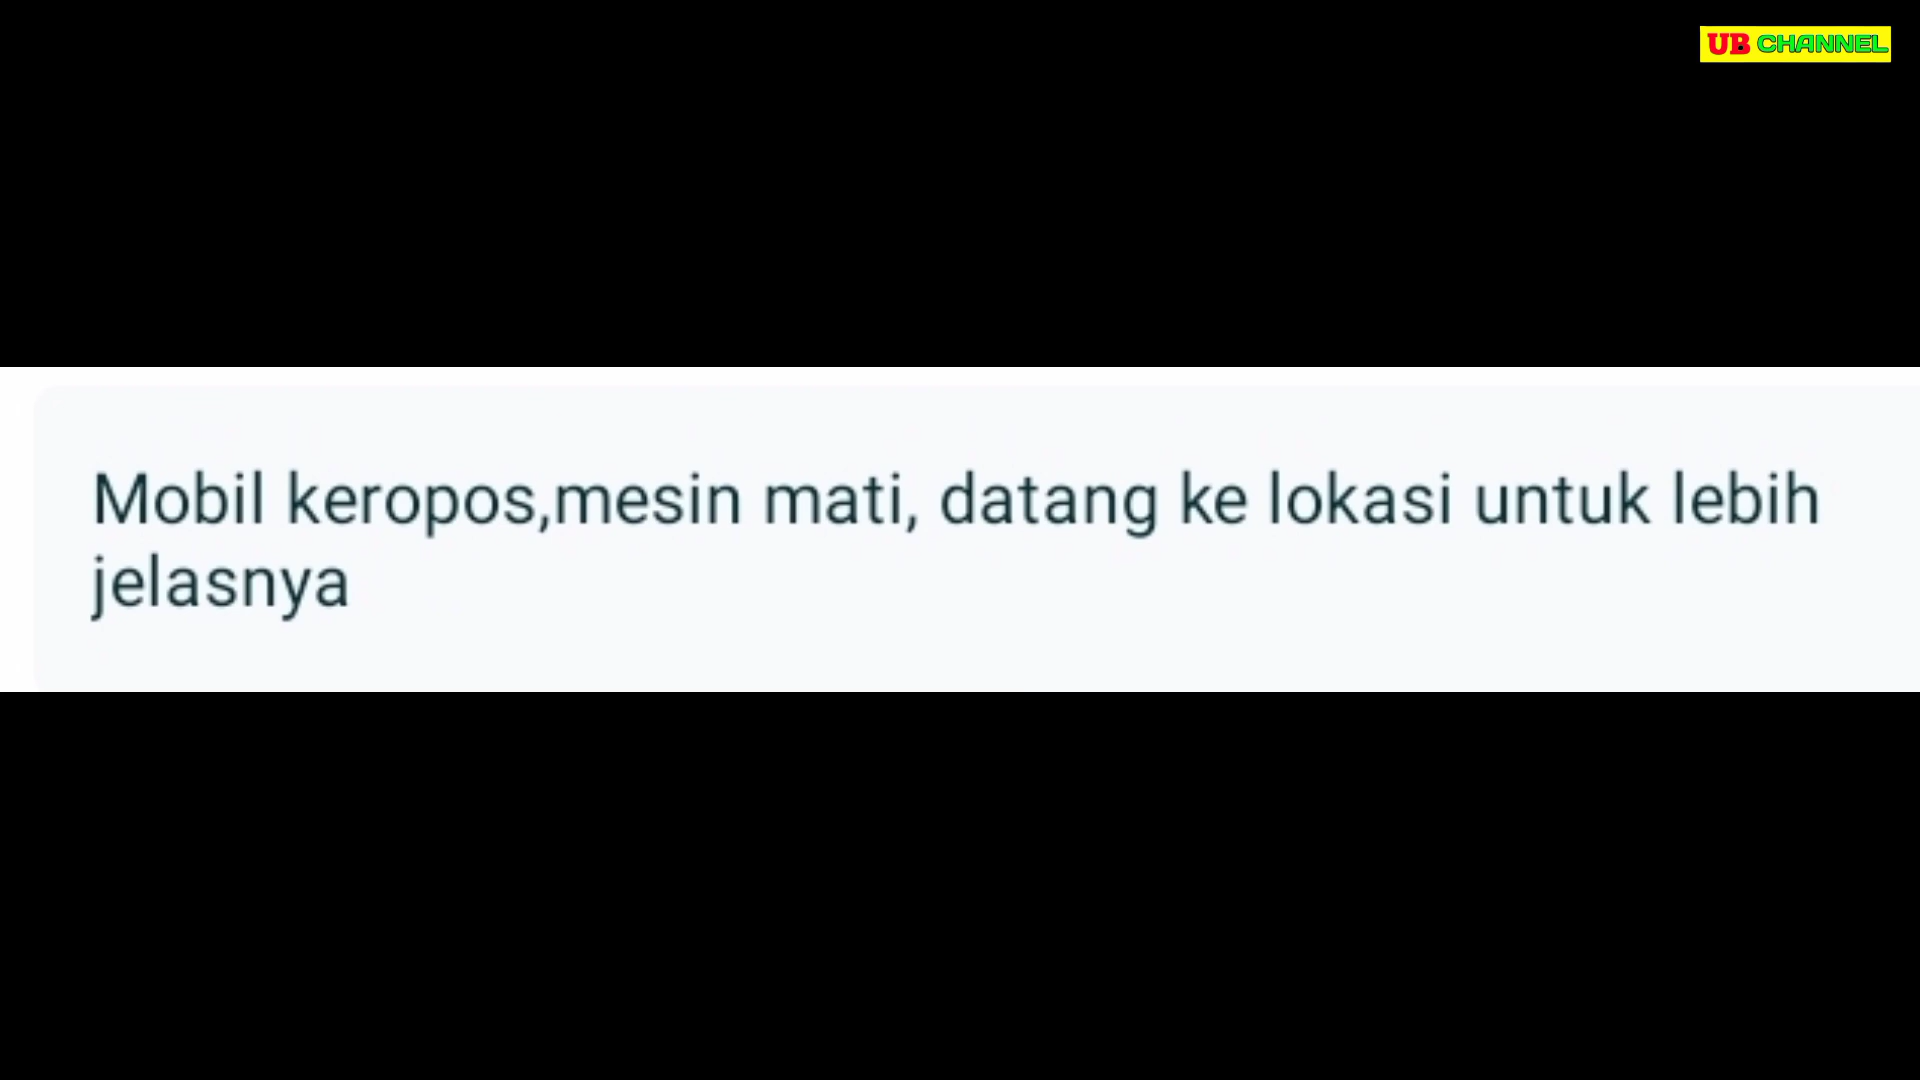 UB CHANNEL
Mobil keropos,mesin mati, datang ke lokasi untuk lebih
jelasnya